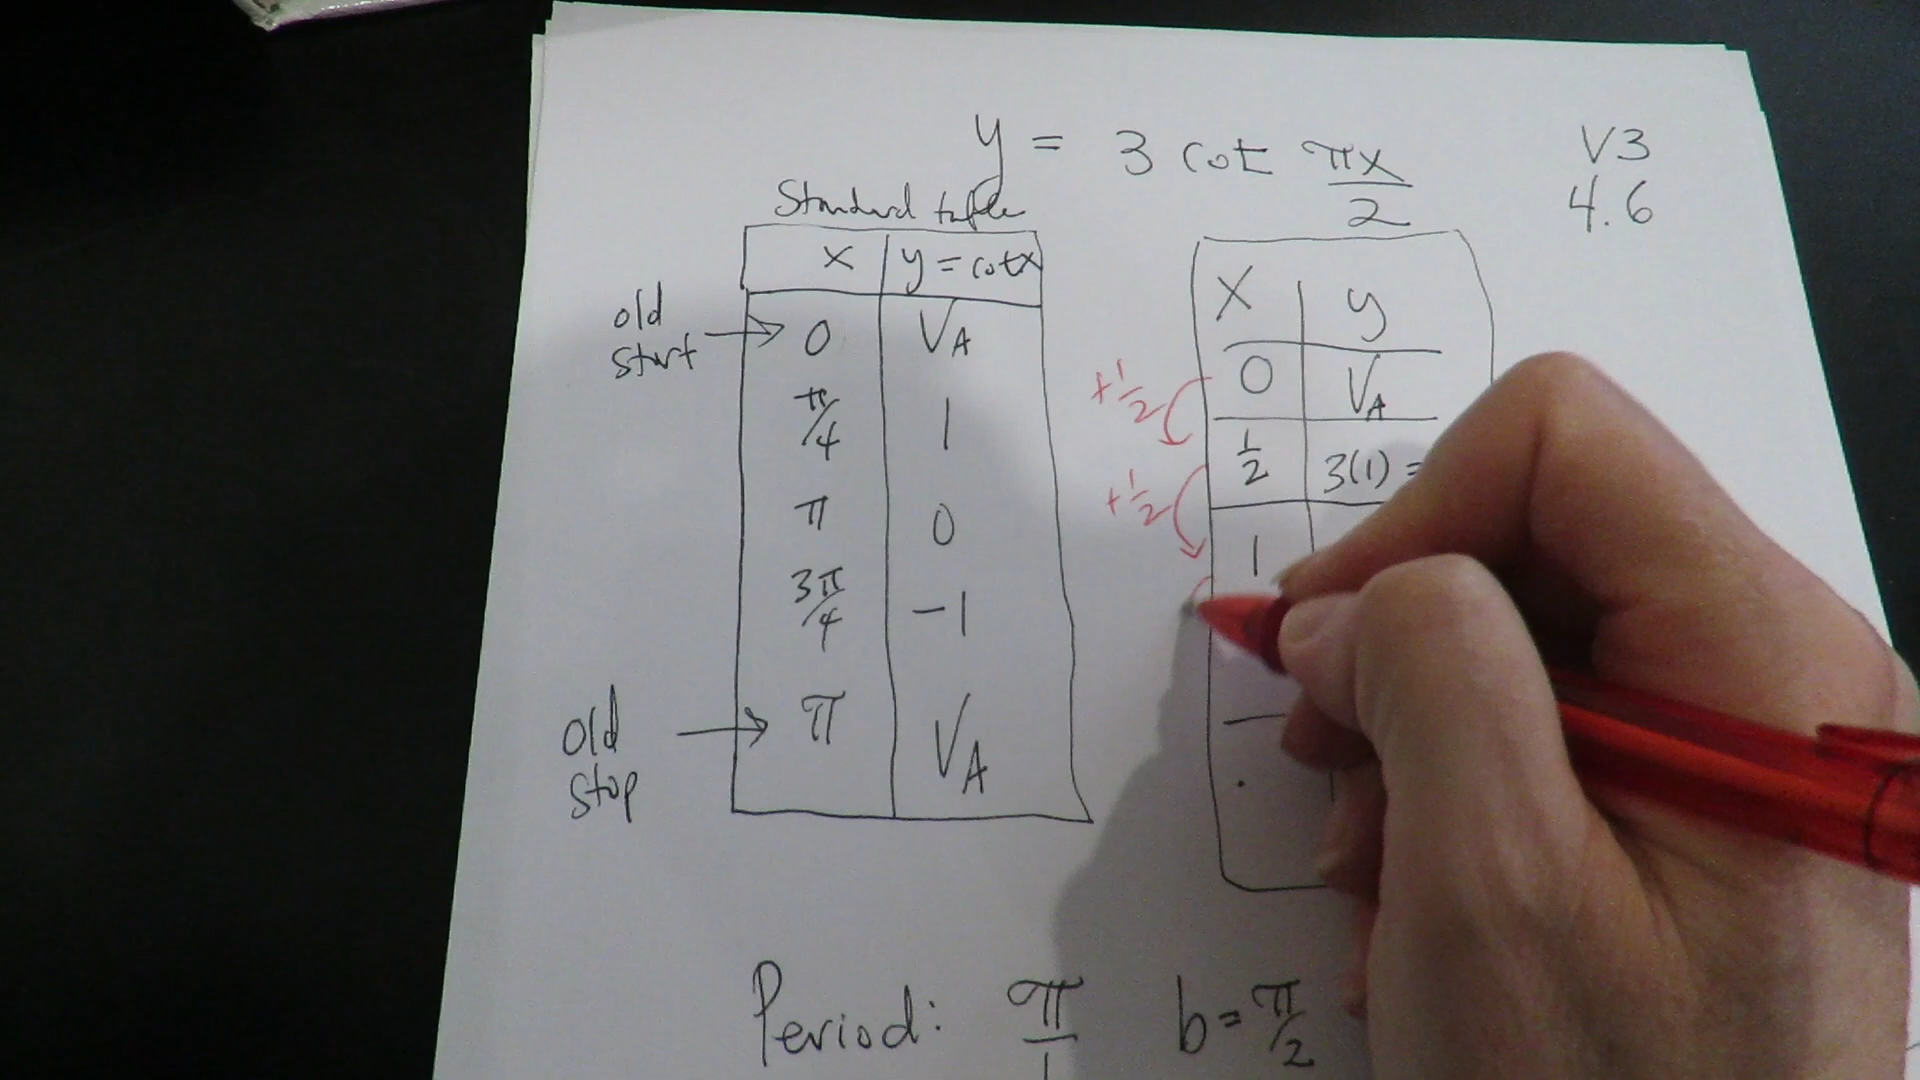 y = 3 cot πx/2
V3
4.6
Standard table
x y = cotx
old start 0 VA
π/4 1
π 0
3π/4 -1
old stop π VA
x y
0 VA
+1/2
1/2 3(1) =
+1/2
1
Period: π b = π/2